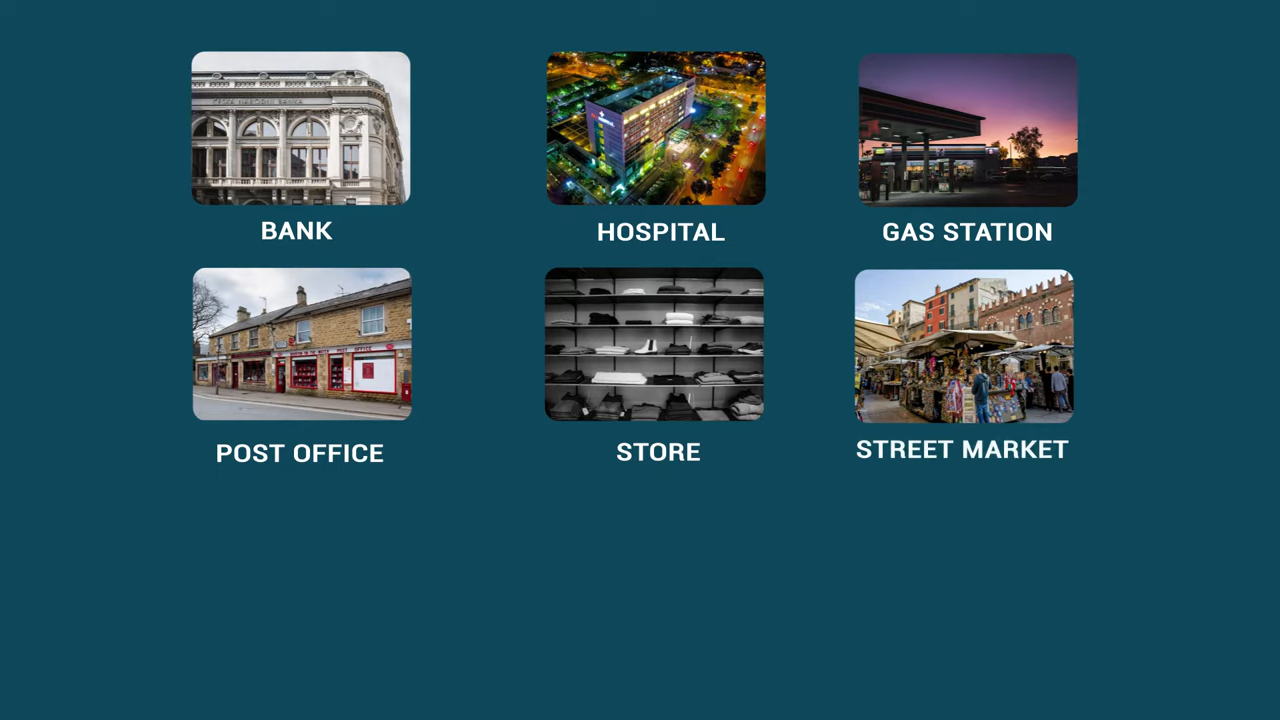 BANK
HOSPITAL
GAS STATION
POST OFFICE
STORE
STREET MARKET